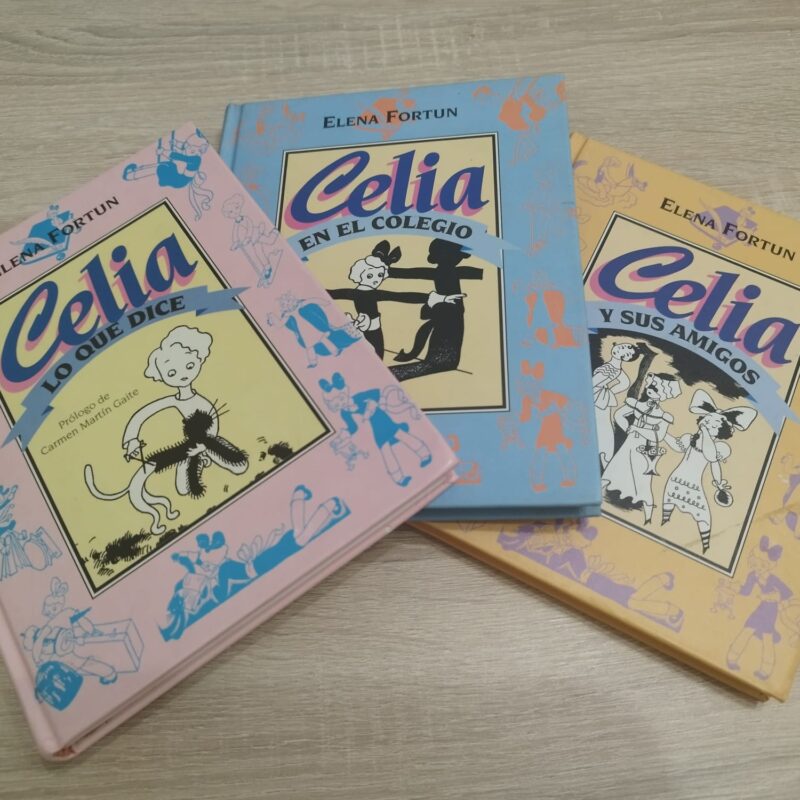 ELENA FORTUN
Celia
LO QUE DICE
Prólogo de
Carmen Martín Gaite
ELENA FORTUN
Celia
EN EL COLEGIO
ELENA FORTUN
Celia
Y SUS AMIGOS